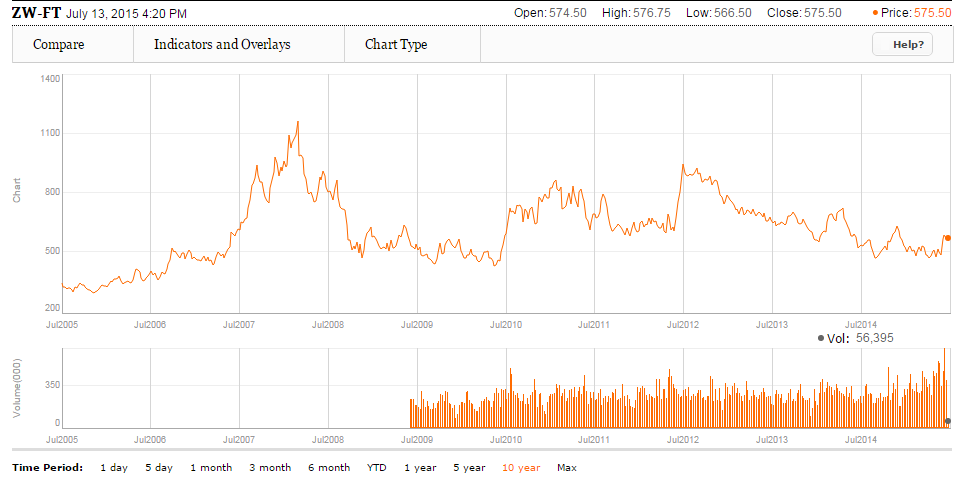 ZW-FT July 13, 2015 4:20 PM Open: 574.50 High: 576.75 Low: 566.50 Close: 575.50 Price: 575.50
Compare Indicators and Overlays Chart Type Help?
1400
1100
800
500
200
Chart
Jul2005 Jul2006 Jul2007 Jul2008 Jul2009 Jul2010 Jul2011 Jul2012 Jul2013 Jul2014
Vol: 56,395
350
0
Volume(000)
Jul2005 Jul2006 Jul2007 Jul2008 Jul2009 Jul2010 Jul2011 Jul2012 Jul2013 Jul2014
Time Period: 1 day 5 day 1 month 3 month 6 month YTD 1 year 5 year 10 year Max